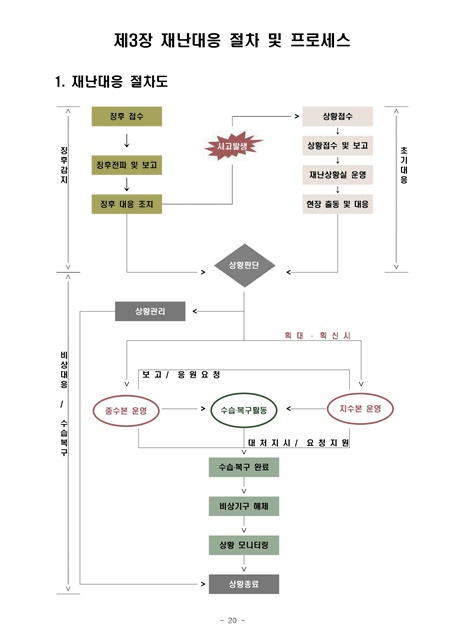 제3장 재난대응 절차 및 프로세스
1. 재난대응 절차도
징후감지
징후 접수
징후전파 및 보고
징후 대응 조치
사고발생
상황접수
상황접수 및 보고
재난상황실 운영
현장 출동 및 대응
초기대응
상황판단
상황관리
확대·확산시
비상대응 / 수습복구
보고/ 응원요청
중수본 운영
수습·복구활동
지수본 운영
대처지시/ 요청지원
수습·복구 완료
비상기구 해제
상황 모니터링
상황종료
- 20 -